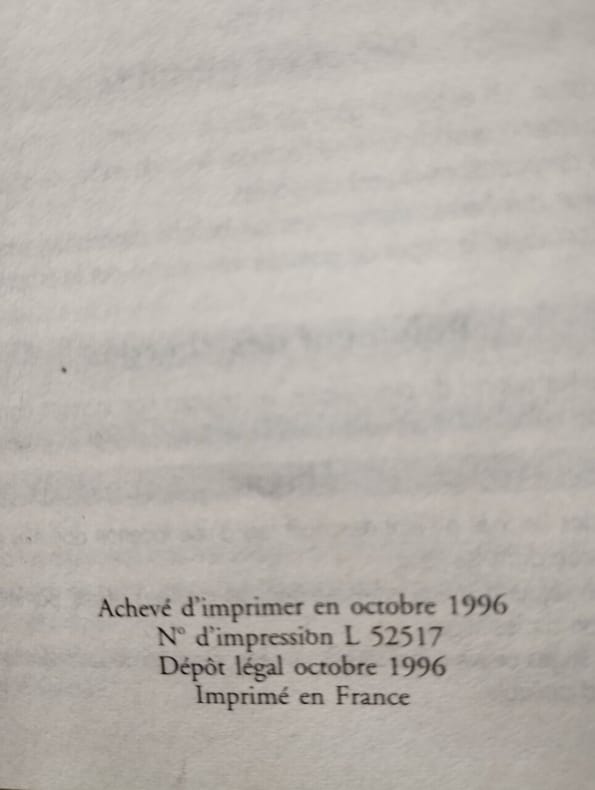 Achevé d'imprimer en octobre 1996
N° d'impression L 52517
Dépôt légal octobre 1996
Imprimé en France